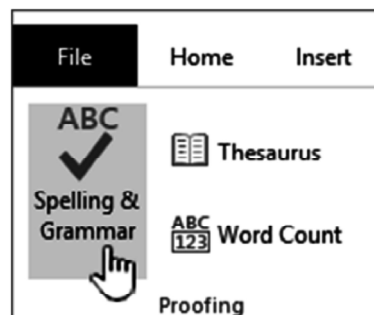 File Home Insert
ABC
Spelling &
Grammar
Thesaurus
ABC
123 Word Count
Proofing